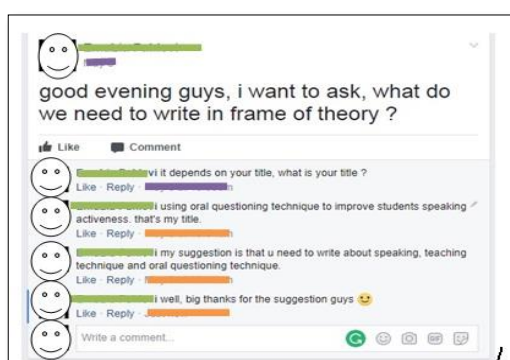 good evening guys, i want to ask, what do
we need to write in frame of theory ?
Like Comment
vi it depends on your title, what is your title ?
Like · Reply ·
i using oral questioning technique to improve students speaking
activeness. that's my title.
Like · Reply ·
i my suggestion is that u need to write about speaking, teaching
technique and oral questioning technique.
Like · Reply ·
i well, big thanks for the suggestion guys
Like · Reply ·
Write a comment...
GIF